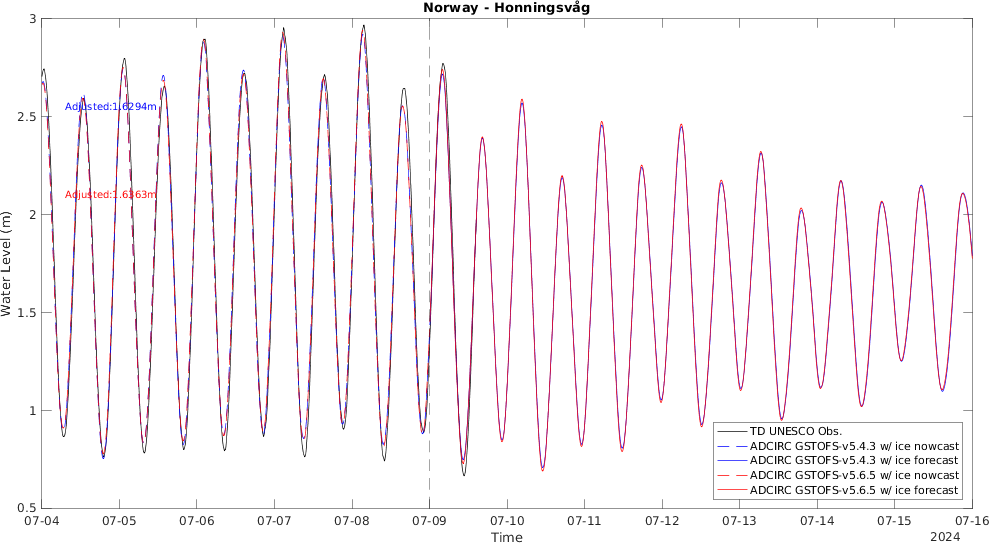 Norway - Honningsvåg
3
2.5
2
1.5
1
0.5
Water Level (m)
Adjusted:1.6294m
Adjusted:1.6363m
TD UNESCO Obs.
ADCIRC GSTOFS-v5.4.3 w/ ice nowcast
ADCIRC GSTOFS-v5.4.3 w/ ice forecast
ADCIRC GSTOFS-v5.6.5 w/ ice nowcast
ADCIRC GSTOFS-v5.6.5 w/ ice forecast
07-04 07-05 07-06 07-07 07-08 07-09 07-10 07-11 07-12 07-13 07-14 07-15 07-16
Time
2024